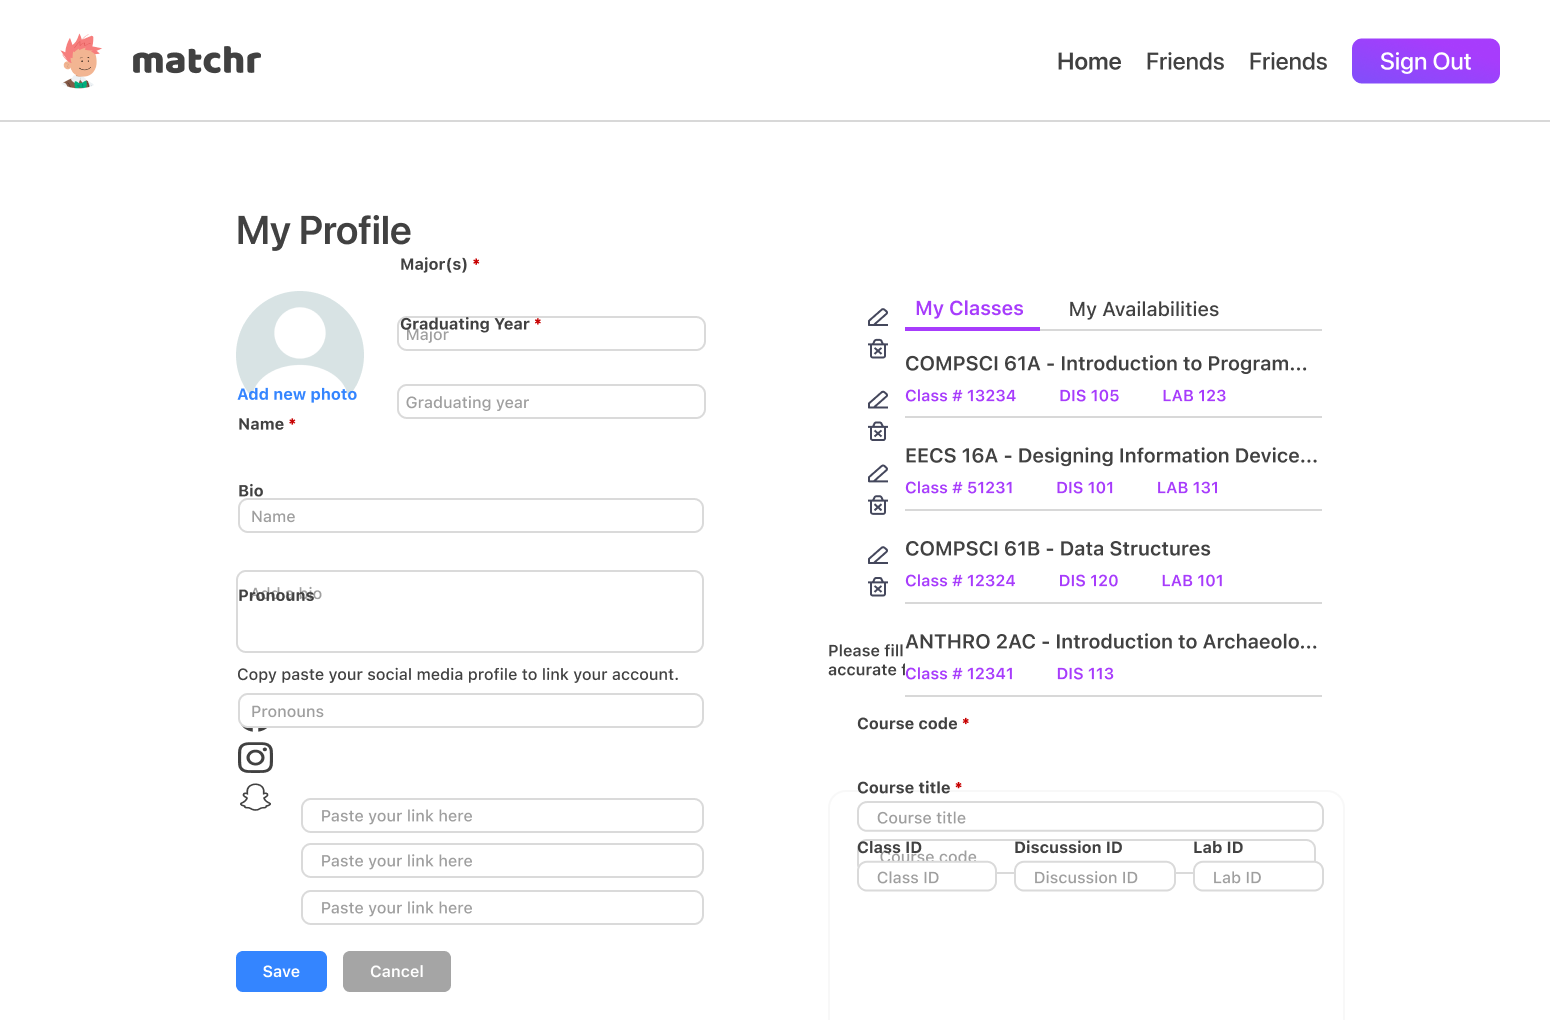 matchr
Home Friends Friends Sign Out
My Profile
Major(s) *
Graduating Year *
Major
Graduating year
Add new photo
Name *
Bio
Name
Add a bio
Pronouns
Copy paste your social media profile to link your account.
Pronouns
Paste your link here
Paste your link here
Paste your link here
Save Cancel
My Classes My Availabilities
COMPSCI 61A - Introduction to Program...
Class # 13234 DIS 105 LAB 123
EECS 16A - Designing Information Device...
Class # 51231 DIS 101 LAB 131
COMPSCI 61B - Data Structures
Class # 12324 DIS 120 LAB 101
ANTHRO 2AC - Introduction to Archaeolo...
Class # 12341 DIS 113
Please fill
accurate
Course code *
Course title *
Course title
Class ID Discussion ID Lab ID
Course code
Class ID Discussion ID Lab ID